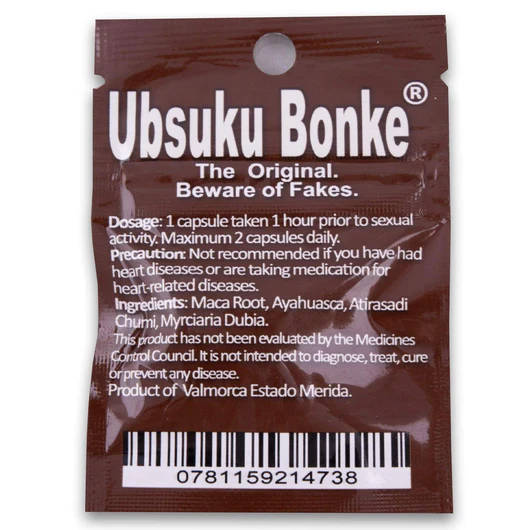 Ubsuku Bonke®
The Original.
Beware of Fakes.
Dosage: 1 capsule taken 1 hour prior to sexual
activity. Maximum 2 capsules daily.
Precaution: Not recommended if you have had
heart diseases or are taking medication for
heart-related diseases.
Ingredients: Maca Root, Ayahuasca, Atirasadi
Chumi, Myrciaria Dubia.
This product has not been evaluated by the Medicines
Control Council. It is not intended to diagnose, treat, cure
or prevent any disease.
Product of Valmorca Estado Merida.
0781159214738